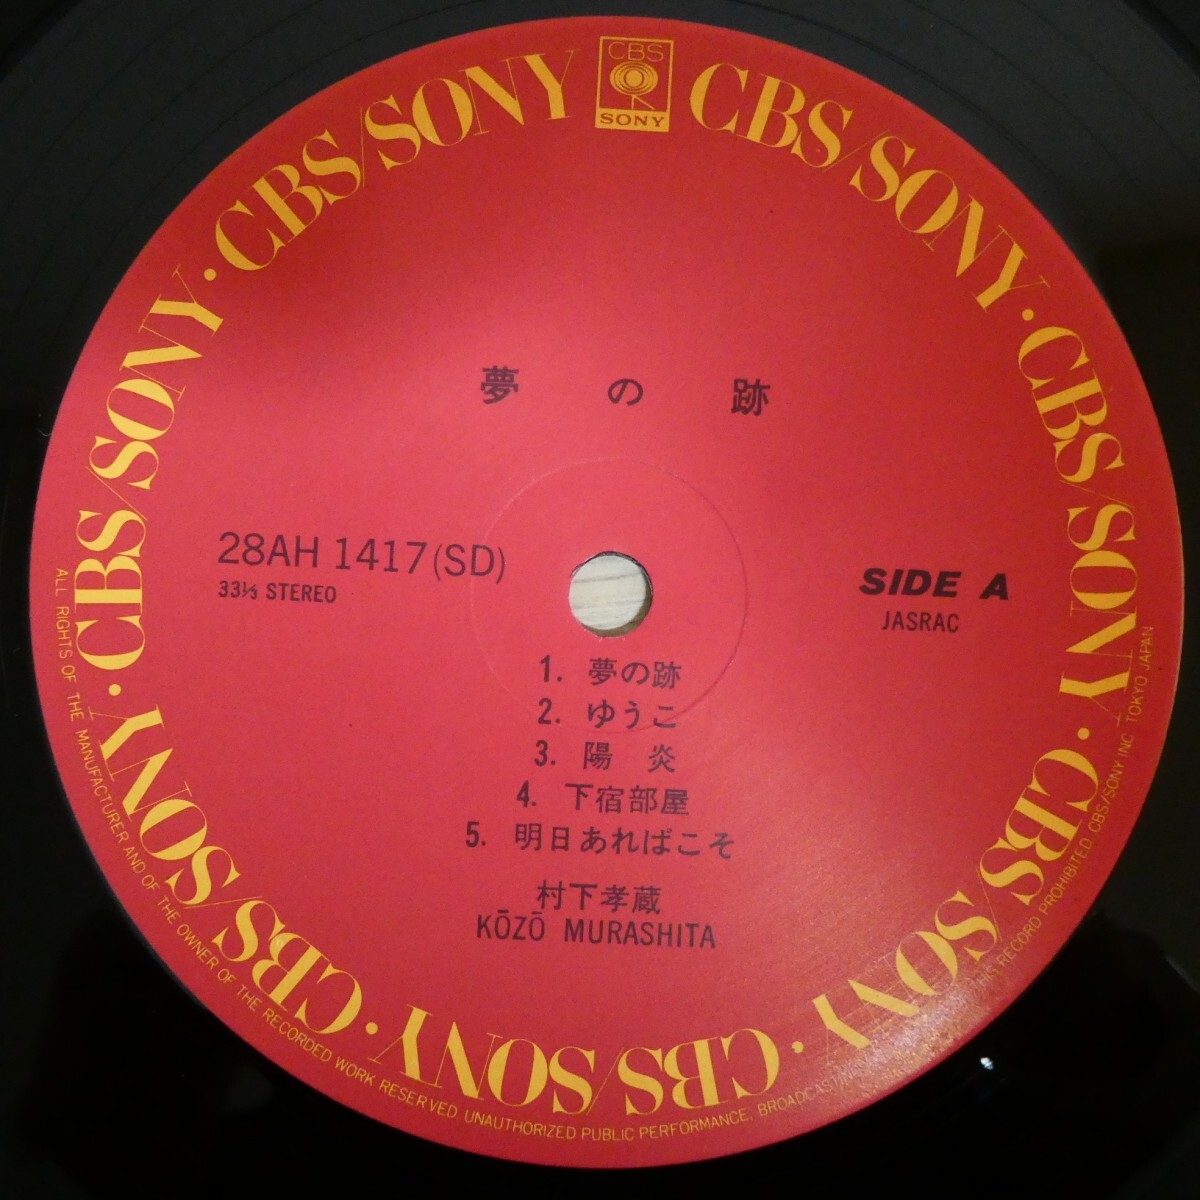 CBS
SONY
CBS/SONY · CBS/SONY · CBS/SONY · CBS/SONY · CBS/SONY · CBS/SONY · CBS/SONY · CBS/SONY
夢の跡
28AH 1417(SD)
33⅓ STEREO
SIDE A
JASRAC
1. 夢の跡
2. ゆうこ
3. 陽炎
4. 下宿部屋
5. 明日あればこそ
村下孝蔵
KŌZŌ MURASHITA
ALL RIGHTS OF THE MANUFACTURER AND OF THE OWNER OF THE RECORDED WORK RESERVED UNAUTHORIZED PUBLIC PERFORMANCE. BROADCASTING THIS RECORD PROHIBITED CBS/SONY INC TOKYO JAPAN